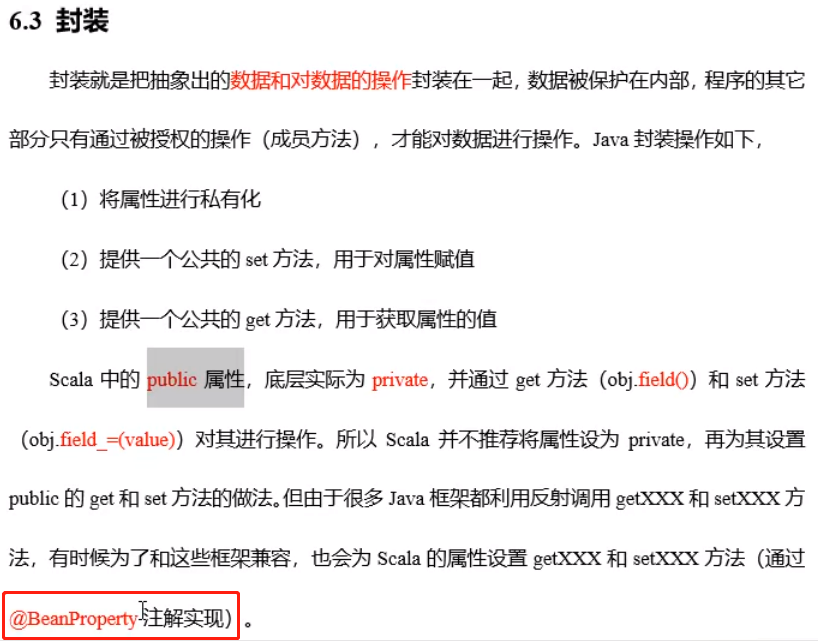 6.3 封装
封装就是把抽象出的数据和对数据的操作封装在一起，数据被保护在内部，程序的其它
部分只有通过被授权的操作（成员方法），才能对数据进行操作。Java 封装操作如下，
（1）将属性进行私有化
（2）提供一个公共的 set 方法，用于对属性赋值
（3）提供一个公共的 get 方法，用于获取属性的值
Scala 中的 public 属性，底层实际为 private，并通过 get 方法（obj.field()）和 set 方法
（obj.field_=(value)）对其进行操作。所以 Scala 并不推荐将属性设为 private，再为其设置
public 的 get 和 set 方法的做法。但由于很多 Java 框架都利用反射调用 getXXX 和 setXXX 方
法，有时候为了和这些框架兼容，也会为 Scala 的属性设置 getXXX 和 setXXX 方法（通过
@BeanProperty 注解实现）。